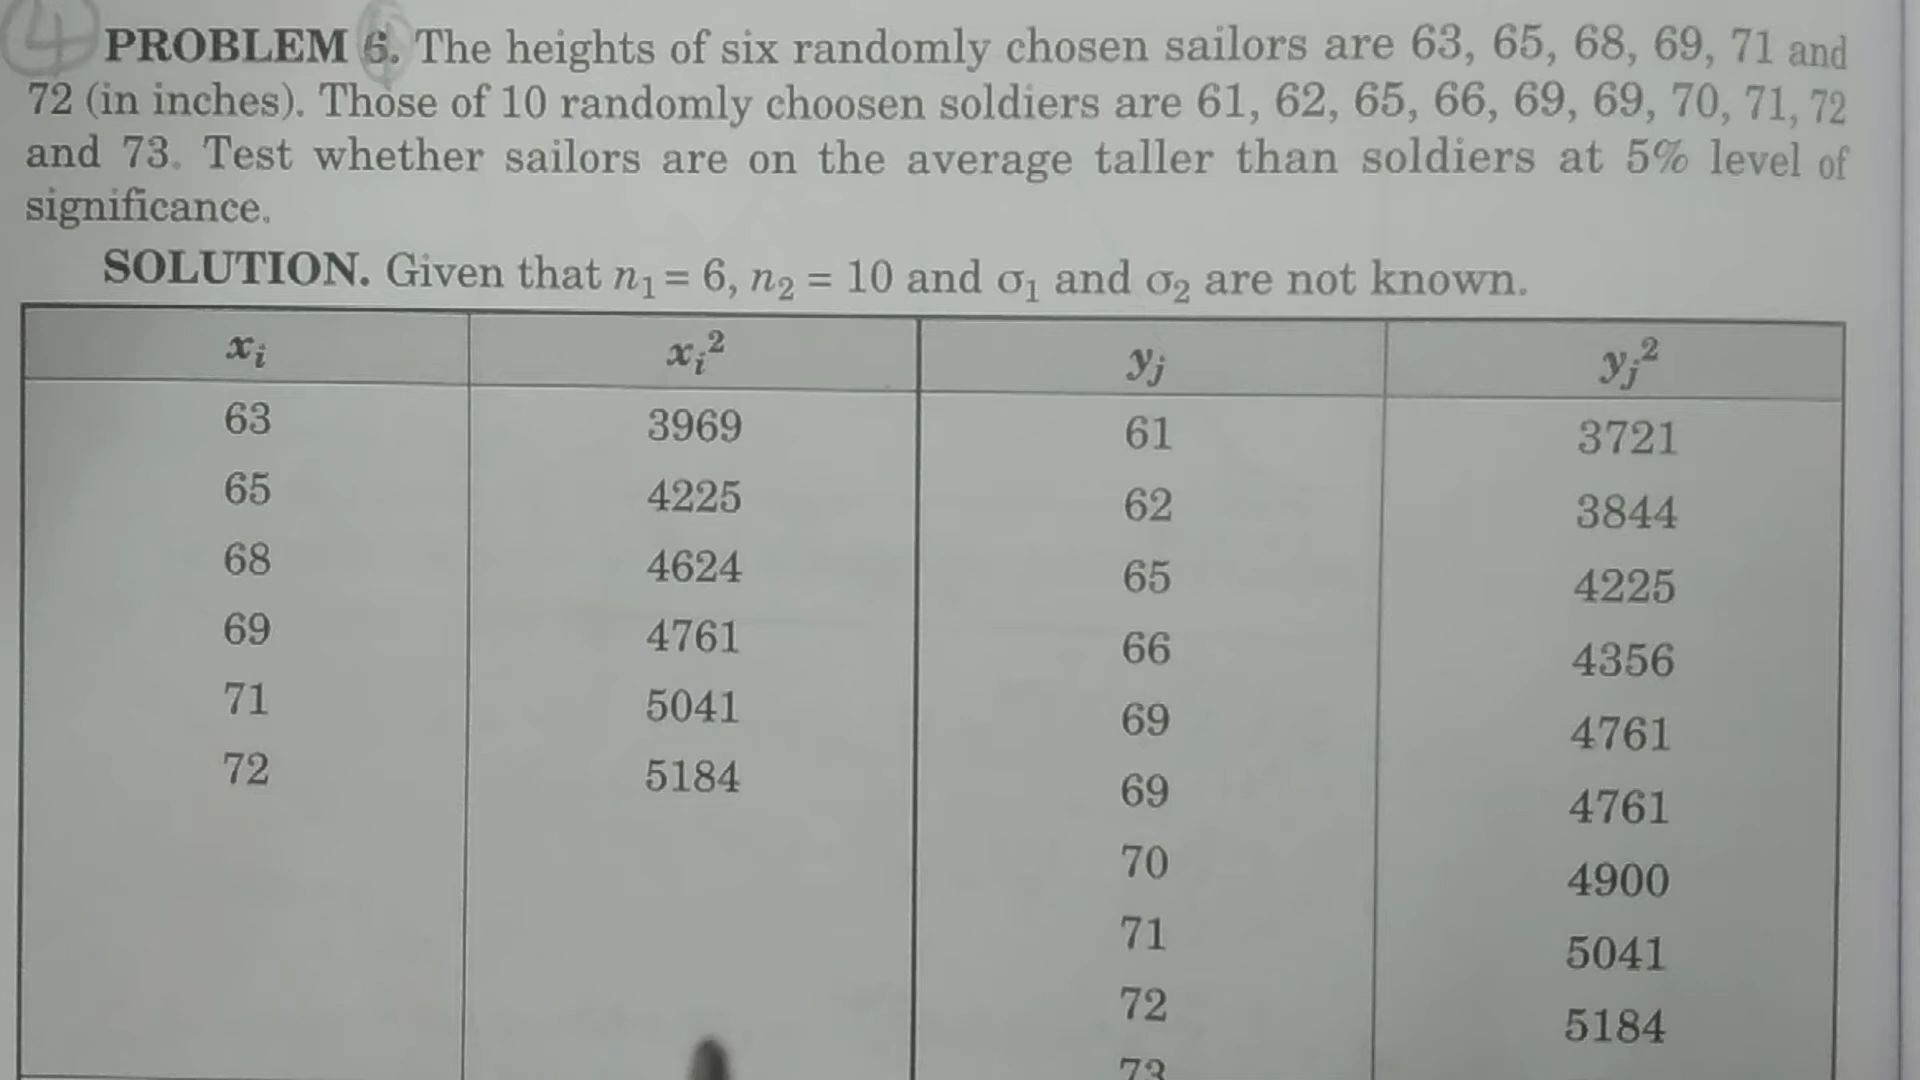 4
PROBLEM 6. The heights of six randomly chosen sailors are 63, 65, 68, 69, 71 and
72 (in inches). Those of 10 randomly choosen soldiers are 61, 62, 65, 66, 69, 69, 70, 71, 72
and 73. Test whether sailors are on the average taller than soldiers at 5% level of
significance.
SOLUTION. Given that n₁ = 6, n₂ = 10 and σ₁ and σ₂ are not known.
xᵢ xᵢ² yⱼ yⱼ²
63 3969 61 3721
65 4225 62 3844
68 4624 65 4225
69 4761 66 4356
71 5041 69 4761
72 5184 69 4761
70 4900
71 5041
72 5184
73